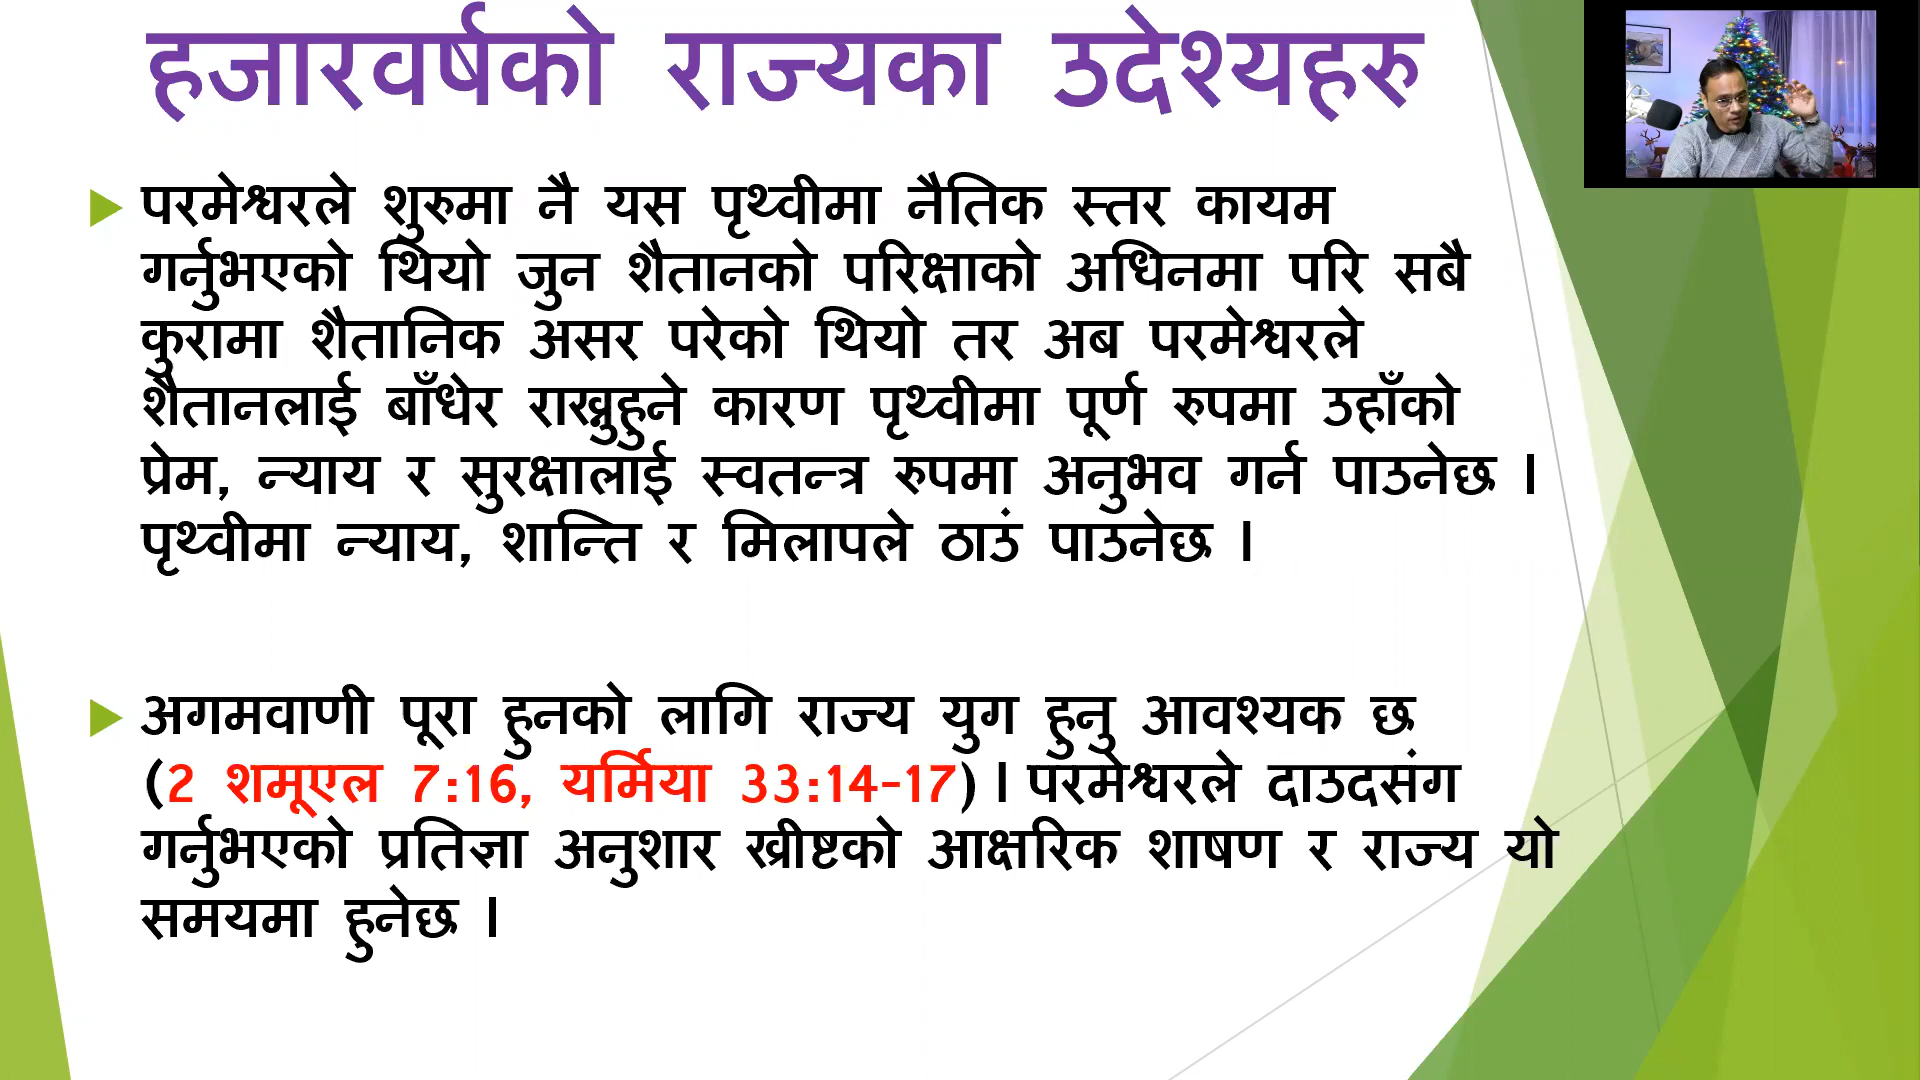 हजारवर्षको राज्यका उदेश्यहरु
परमेश्वरले शुरुमा नै यस पृथ्वीमा नैतिक स्तर कायम
गर्नुभएको थियो जुन शैतानको परिक्षाको अधिनमा परि सबै
कुरामा शैतानिक असर परेको थियो तर अब परमेश्वरले
शैतानलाई बाँधेर राख्नुहुने कारण पृथ्वीमा पूर्ण रुपमा उहाँको
प्रेम, न्याय र सुरक्षालाई स्वतन्त्र रुपमा अनुभव गर्न पाउनेछ ।
पृथ्वीमा न्याय, शान्ति र मिलापले ठाउं पाउनेछ ।
अगमवाणी पूरा हुनको लागि राज्य युग हुनु आवश्यक छ
(2 शमूएल 7:16, यर्मिया 33:14-17) । परमेश्वरले दाउदसंग
गर्नुभएको प्रतिज्ञा अनुशार ख्रीष्टको आक्षरिक शाषण र राज्य यो
समयमा हुनेछ ।